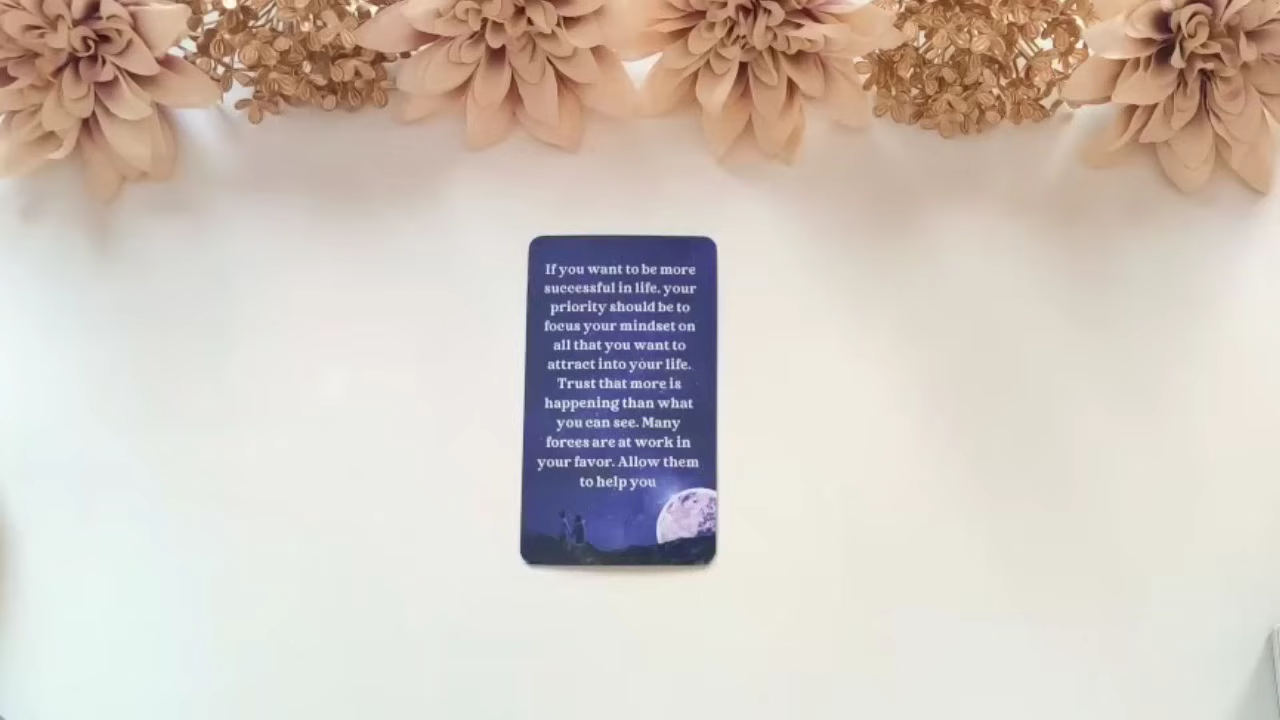 If you want to be more
successful in life, your
priority should be to
focus your mindset on
all that you want to
attract into your life.
Trust that more is
happening than what
you can see. Many
forces are at work in
your favor. Allow them
to help you